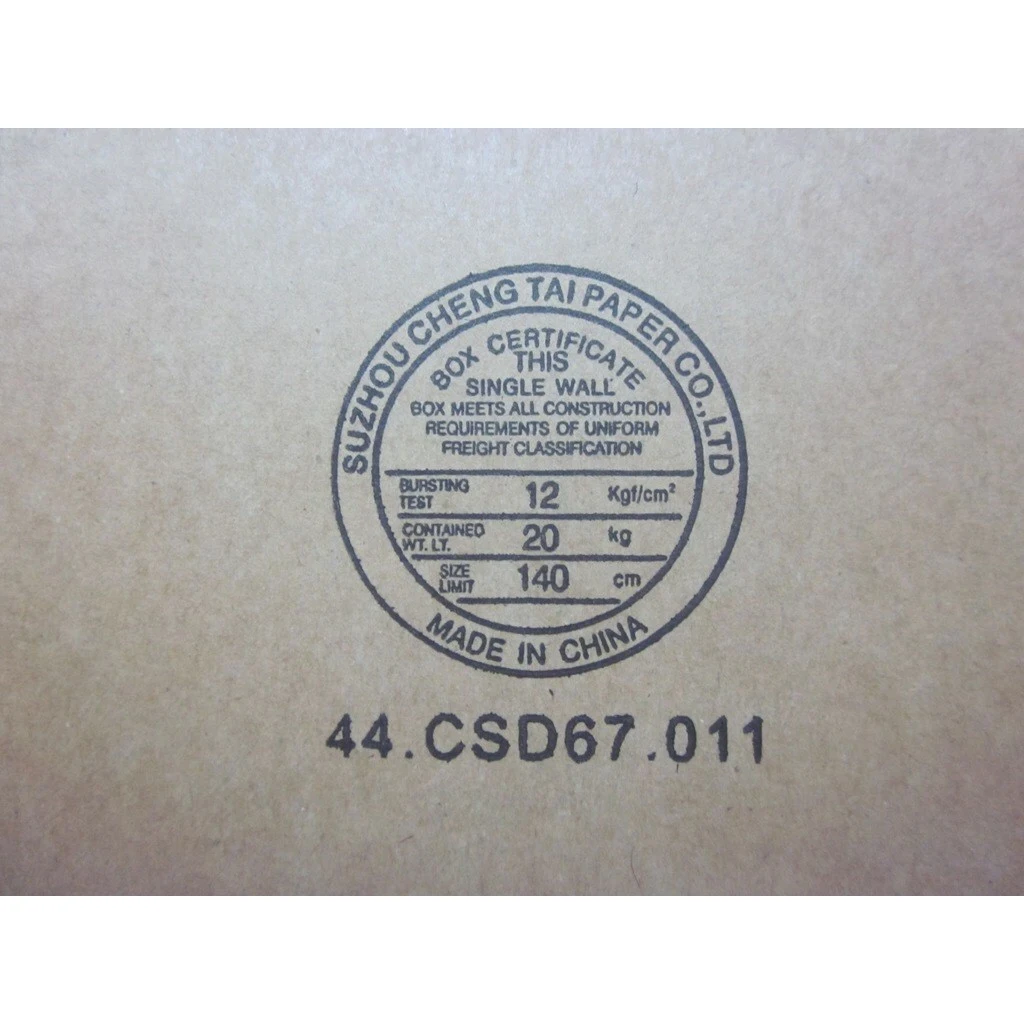 SUZHOU CHENG TAI PAPER CO.,LTD
BOX CERTIFICATE
THIS
SINGLE WALL
BOX MEETS ALL CONSTRUCTION
REQUIREMENTS OF UNIFORM
FREIGHT CLASSIFICATION
BURSTING TEST 12 Kgf/cm²
CONTAINED WT. LT. 20 kg
SIZE LIMIT 140 cm
MADE IN CHINA
44.CSD67.011